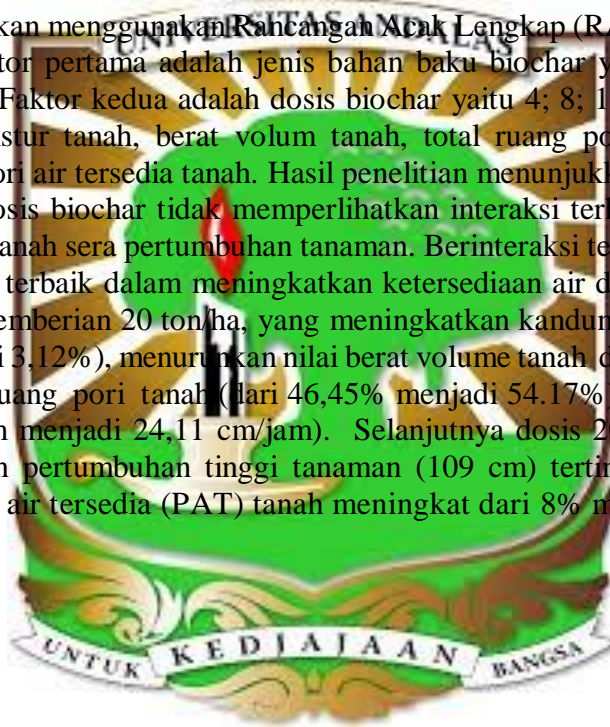 kan menggunakan Rancangan Acak Lengkap (RA
UNIVERSITAS ANDALAS
tor pertama adalah jenis bahan baku biochar y
Faktor kedua adalah dosis biochar yaitu 4; 8; 1
stur tanah, berat volum tanah, total ruang po
ori air tersedia tanah. Hasil penelitian menunjukk
osis biochar tidak memperlihatkan interaksi terl
anah sera pertumbuhan tanaman. Berinteraksi te
terbaik dalam meningkatkan ketersediaan air d
emberian 20 ton/ha, yang meningkatkan kandun
i 3,12%), menurunkan nilai berat volume tanah d
uang pori tanah (dari 46,45% menjadi 54.17%
n menjadi 24,11 cm/jam). Selanjutnya dosis 2
n pertumbuhan tinggi tanaman (109 cm) tertin
air tersedia (PAT) tanah meningkat dari 8% m
UNTUK KEDJAJAAN BANGSA